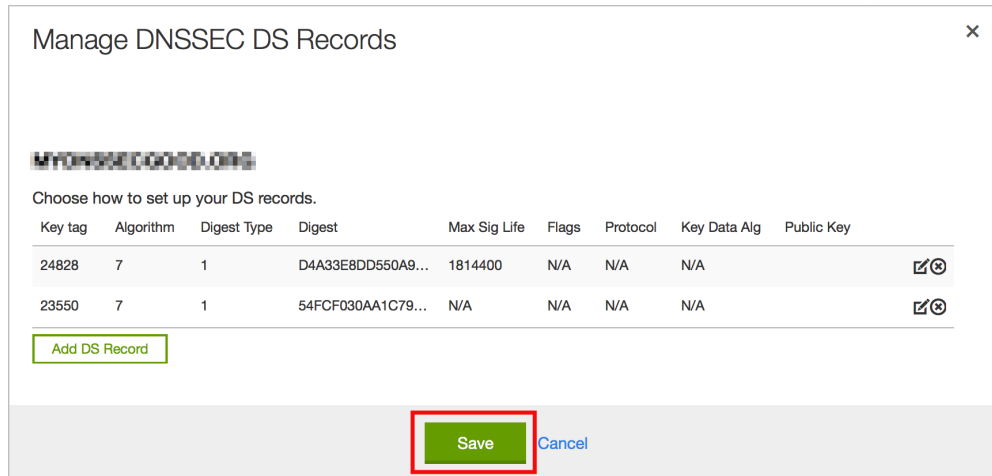 Manage DNSSEC DS Records
Choose how to set up your DS records.
Key tag Algorithm Digest Type Digest Max Sig Life Flags Protocol Key Data Alg Public Key
24828 7 1 D4A33E8DD550A9... 1814400 N/A N/A N/A
23550 7 1 54FCF030AA1C79... N/A N/A N/A N/A
Add DS Record
Save Cancel